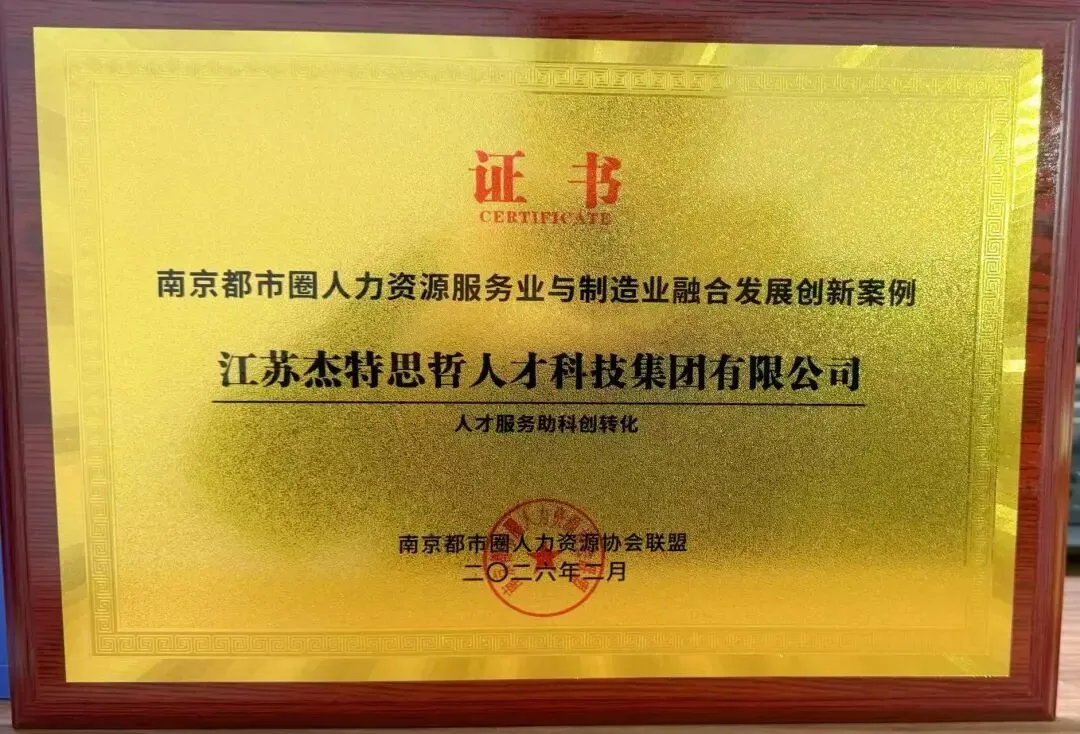 证书
CERTIFICATE
南京都市圈人力资源服务业与制造业融合发展创新案例
江苏杰特思哲人才科技集团有限公司
人才服务助科创转化
南京都市圈人力资源协会联盟
二〇二六年二月